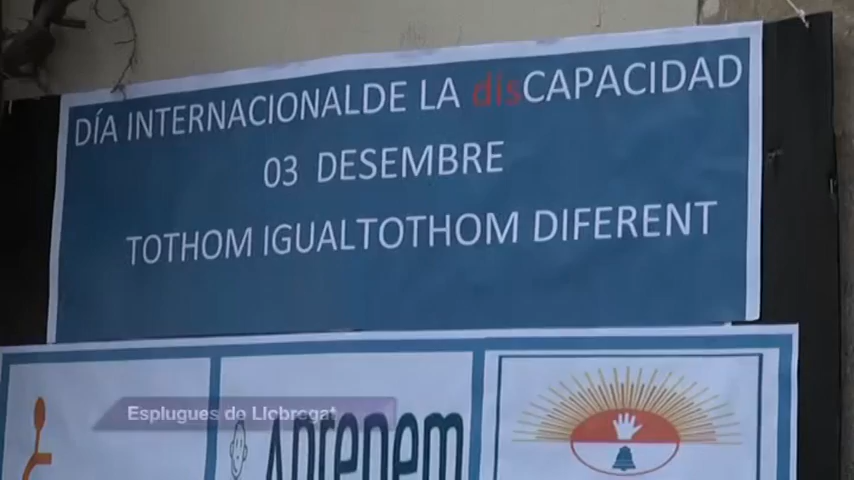 DÍA INTERNACIONALDE LA disCAPACIDAD
03 DESEMBRE
TOTHOM IGUALTOTHOM DIFERENT
Esplugues de Llobregat
Aprenem